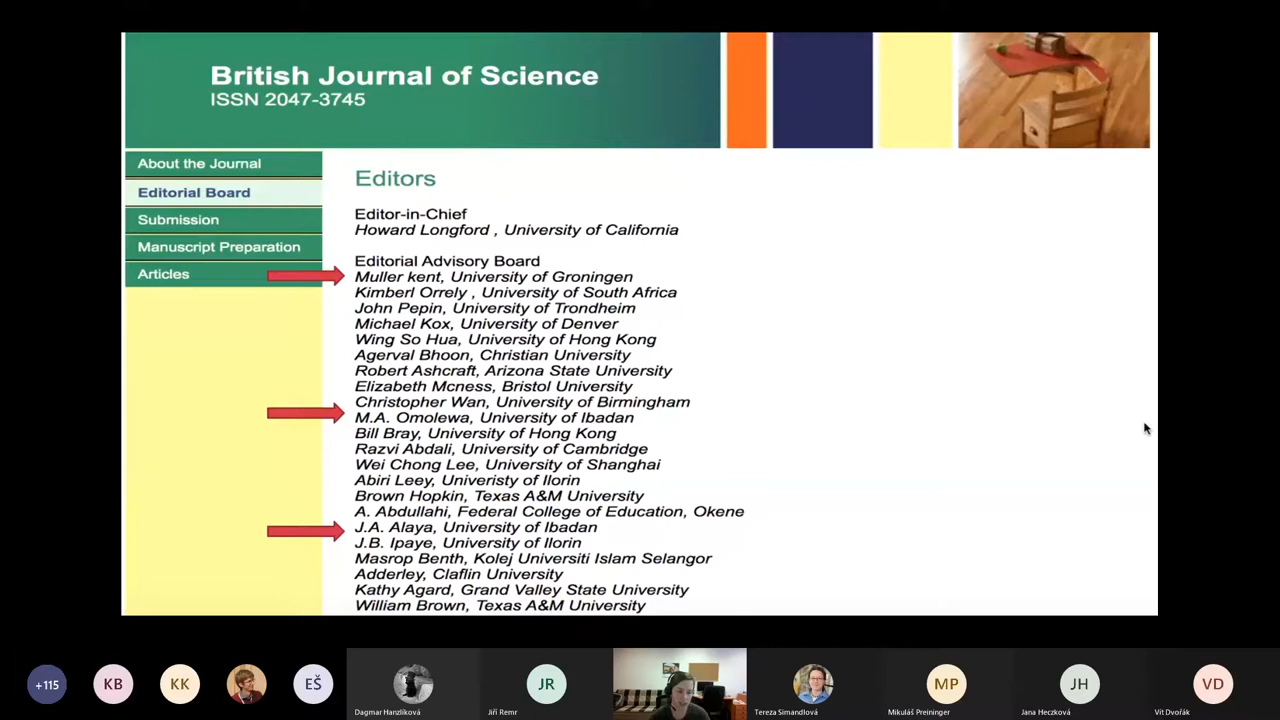 British Journal of Science
ISSN 2047-3745
About the Journal
Editorial Board
Submission
Manuscript Preparation
Articles
Editors
Editor-in-Chief
Howard Longford , University of California
Editorial Advisory Board
Muller kent, University of Groningen
Kimberl Orrely , University of South Africa
John Pepin, University of Trondheim
Michael Kox, University of Denver
Wing So Hua, University of Hong Kong
Agerval Bhoon, Christian University
Robert Ashcraft, Arizona State University
Elizabeth Mcness, Bristol University
Christopher Wan, University of Birmingham
M.A. Omolewa, University of Ibadan
Bill Bray, University of Hong Kong
Razvi Abdali, University of Cambridge
Wei Chong Lee, University of Shanghai
Abiri Leey, Univeristy of Ilorin
Brown Hopkin, Texas A&M University
A. Abdullahi, Federal College of Education, Okene
J.A. Alaya, University of Ibadan
J.B. Ipaye, University of Ilorin
Masrop Benth, Kolej Universiti Islam Selangor
Adderley, Claflin University
Kathy Agard, Grand Valley State University
William Brown, Texas A&M University
+115
KB
KK
EŠ
JR
MP
JH
VD
Dagmar Hanzlíková
Jiří Remr
Tereza Simandlová
Mikuláš Preininger
Jana Heczková
Vít Dvořák